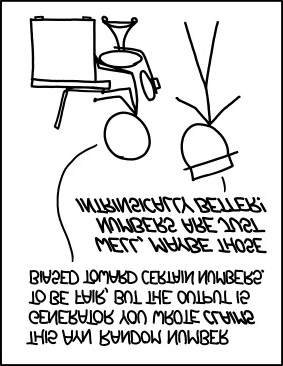 THIS AWN RANDOM NUMBER
GENERATOR YOU WROTE CLAIMS
TO BE FAIR, BUT THE OUTPUT IS
BIASED TOWARD CERTAIN NUMBERS.
WELL, MAYBE THOSE
NUMBERS ARE JUST
INTRINSICALLY BETTER!